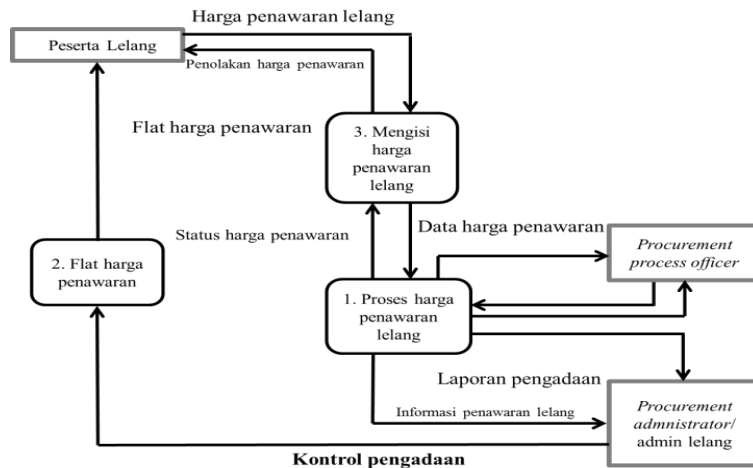 Harga penawaran lelang
Peserta Lelang
Penolakan harga penawaran
Flat harga penawaran
3. Mengisi
harga
penawaran
lelang
Status harga penawaran
Data harga penawaran
2. Flat harga
penawaran
Procurement
process officer
1. Proses harga
penawaran
lelang
Laporan pengadaan
Informasi penawaran lelang
Procurement
admnistrator/
admin lelang
Kontrol pengadaan